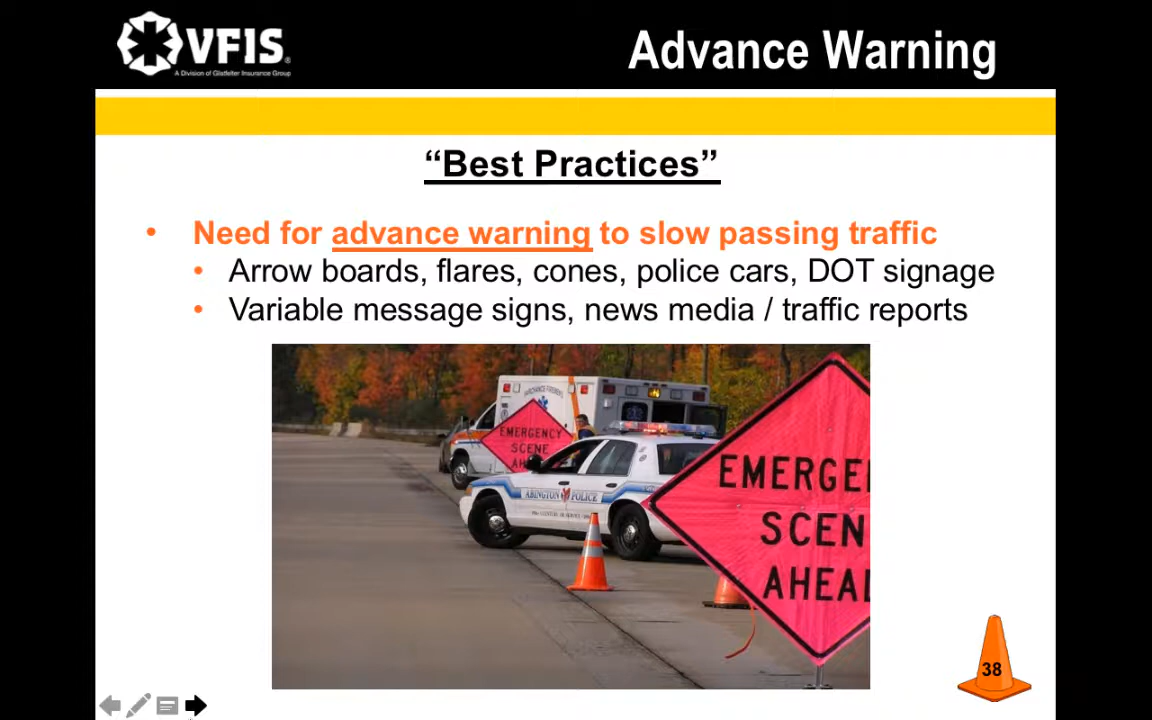 VFIS®
A Division of Glatfelter Insurance Group
Advance Warning
“Best Practices”
• Need for advance warning to slow passing traffic
• Arrow boards, flares, cones, police cars, DOT signage
• Variable message signs, news media / traffic reports
EMERGENCY
SCENE
AH
ABINGTON POLICE
EMERGE
SCEN
AHEA
38